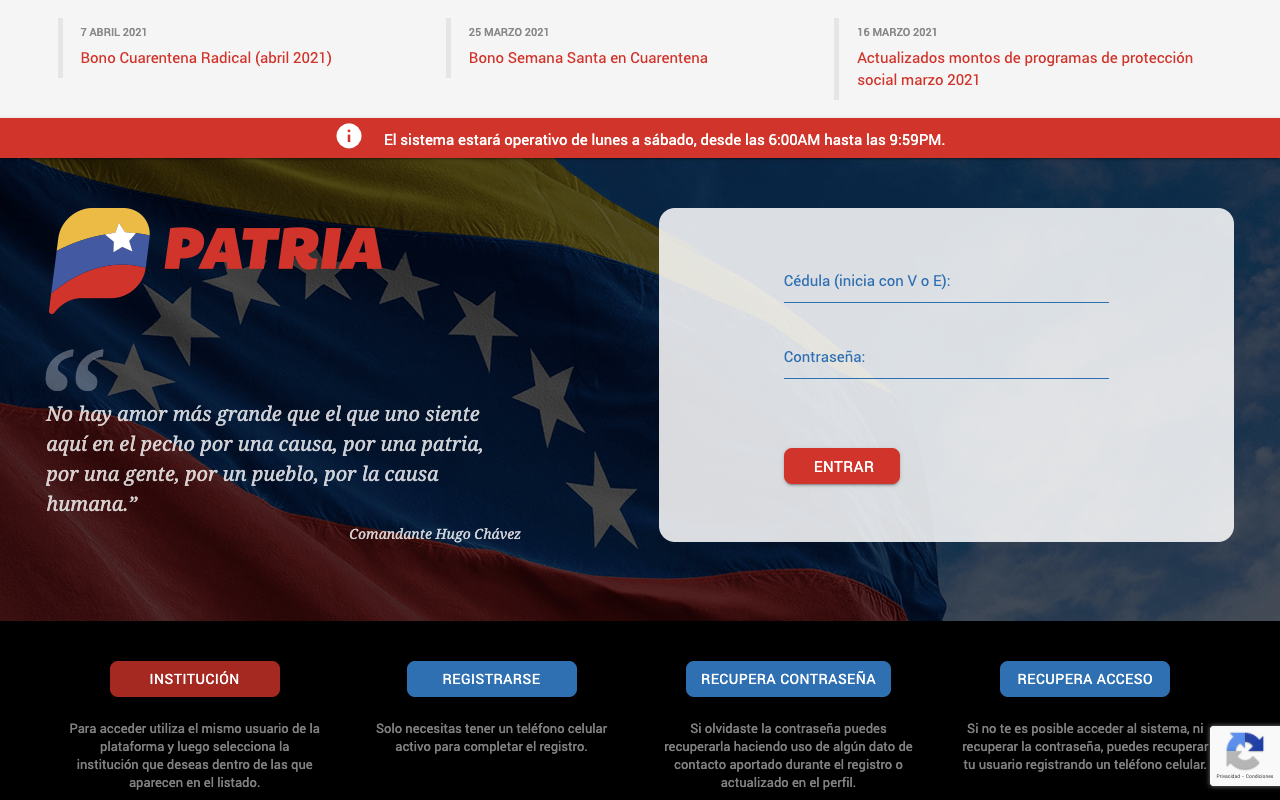 7 ABRIL 2021
Bono Cuarentena Radical (abril 2021)
25 MARZO 2021
Bono Semana Santa en Cuarentena
16 MARZO 2021
Actualizados montos de programas de protección
social marzo 2021
El sistema estará operativo de lunes a sábado, desde las 6:00AM hasta las 9:59PM.
PATRIA
“
No hay amor más grande que el que uno siente
aquí en el pecho por una causa, por una patria,
por una gente, por un pueblo, por la causa
humana.”
Comandante Hugo Chávez
Cédula (inicia con V o E):
Contraseña:
ENTRAR
INSTITUCIÓN
Para acceder utiliza el mismo usuario de la
plataforma y luego selecciona la
institución que deseas dentro de las que
aparecen en el listado.
REGISTRARSE
Solo necesitas tener un teléfono celular
activo para completar el registro.
RECUPERA CONTRASEÑA
Si olvidaste la contraseña puedes
recuperarla haciendo uso de algún dato de
contacto aportado durante el registro o
actualizado en el perfil.
RECUPERA ACCESO
Si no te es posible acceder al sistema, ni
recuperar la contraseña, puedes recuperar
tu usuario registrando un teléfono celular.
Privacidad - Condiciones